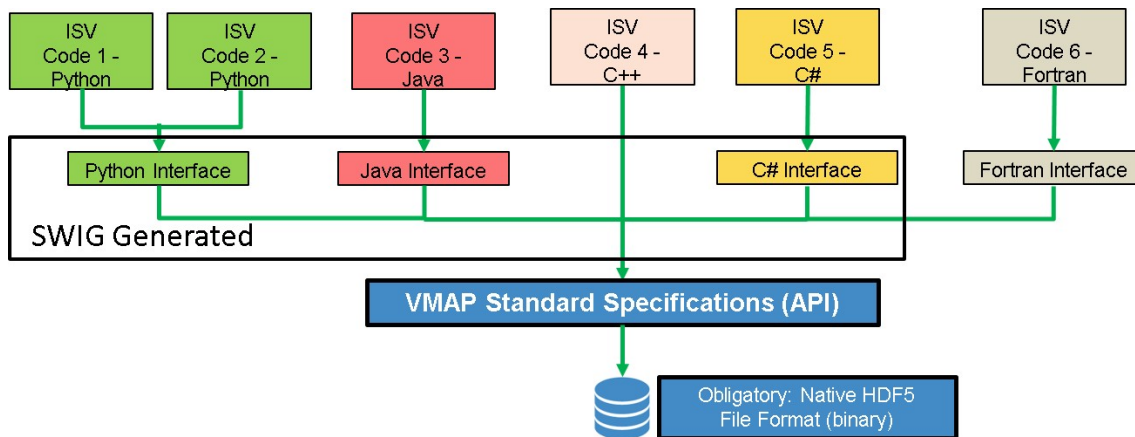 ISV
Code 1 -
Python
ISV
Code 2 -
Python
ISV
Code 3 -
Java
ISV
Code 4 -
C++
ISV
Code 5 -
C#
ISV
Code 6 -
Fortran
Python Interface
Java Interface
C# Interface
Fortran Interface
SWIG Generated
VMAP Standard Specifications (API)
Obligatory: Native HDF5
File Format (binary)